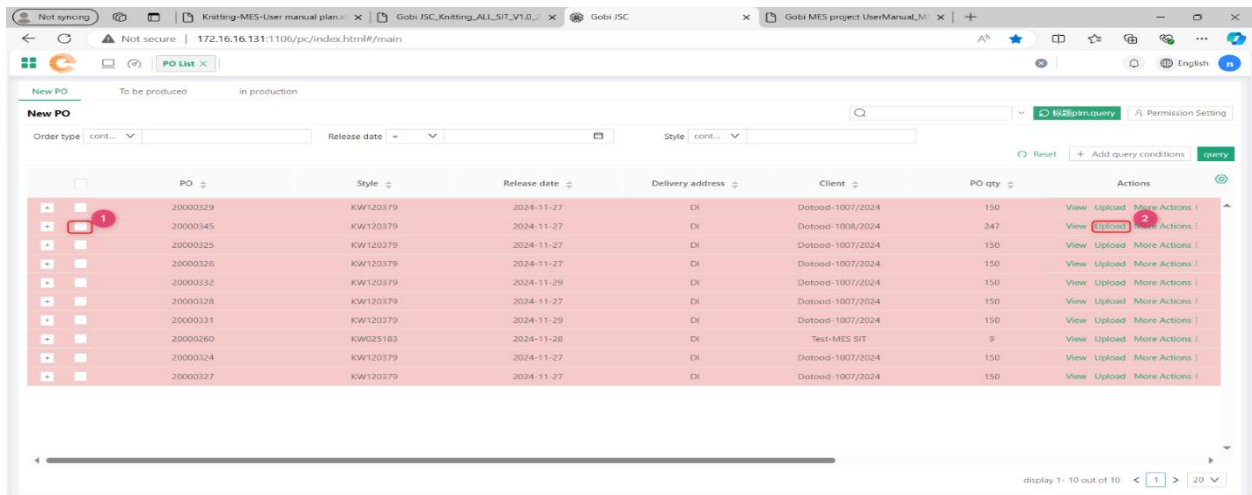 Not syncing Knitting-MES-User manual plan.a Gobi JSC_Knitting_ALL_SIT_V1.0_2 Gobi JSC Gobi MES project UserManual_M
Not secure 172.16.16.131:1106/pc/index.html#/main
PO List English n
New PO To be produced in production
New PO 标题plm.query Permission Setting
Order type cont... Release date = Style cont...
Reset + Add query conditions query
PO Style Release date Delivery address Client PO qty Actions
20000329 KW120379 2024-11-27 DI Dotood-1007/2024 150 View Upload More Actions
1 2
20000345 KW120379 2024-11-27 DI Dotood-1008/2024 247 View Upload More Actions
20000325 KW120379 2024-11-27 DI Dotood-1007/2024 150 View Upload More Actions
20000326 KW120379 2024-11-27 DI Dotood-1007/2024 150 View Upload More Actions
20000332 KW120379 2024-11-29 DI Dotood-1007/2024 150 View Upload More Actions
20000328 KW120379 2024-11-27 DI Dotood-1007/2024 150 View Upload More Actions
20000331 KW120379 2024-11-29 DI Dotood-1007/2024 150 View Upload More Actions
20000260 KW025183 2024-11-28 DI Test-MES SIT 9 View Upload More Actions
20000324 KW120379 2024-11-27 DI Dotood-1007/2024 150 View Upload More Actions
20000327 KW120379 2024-11-27 DI Dotood-1007/2024 150 View Upload More Actions
display 1- 10 out of 10 < 1 > 20